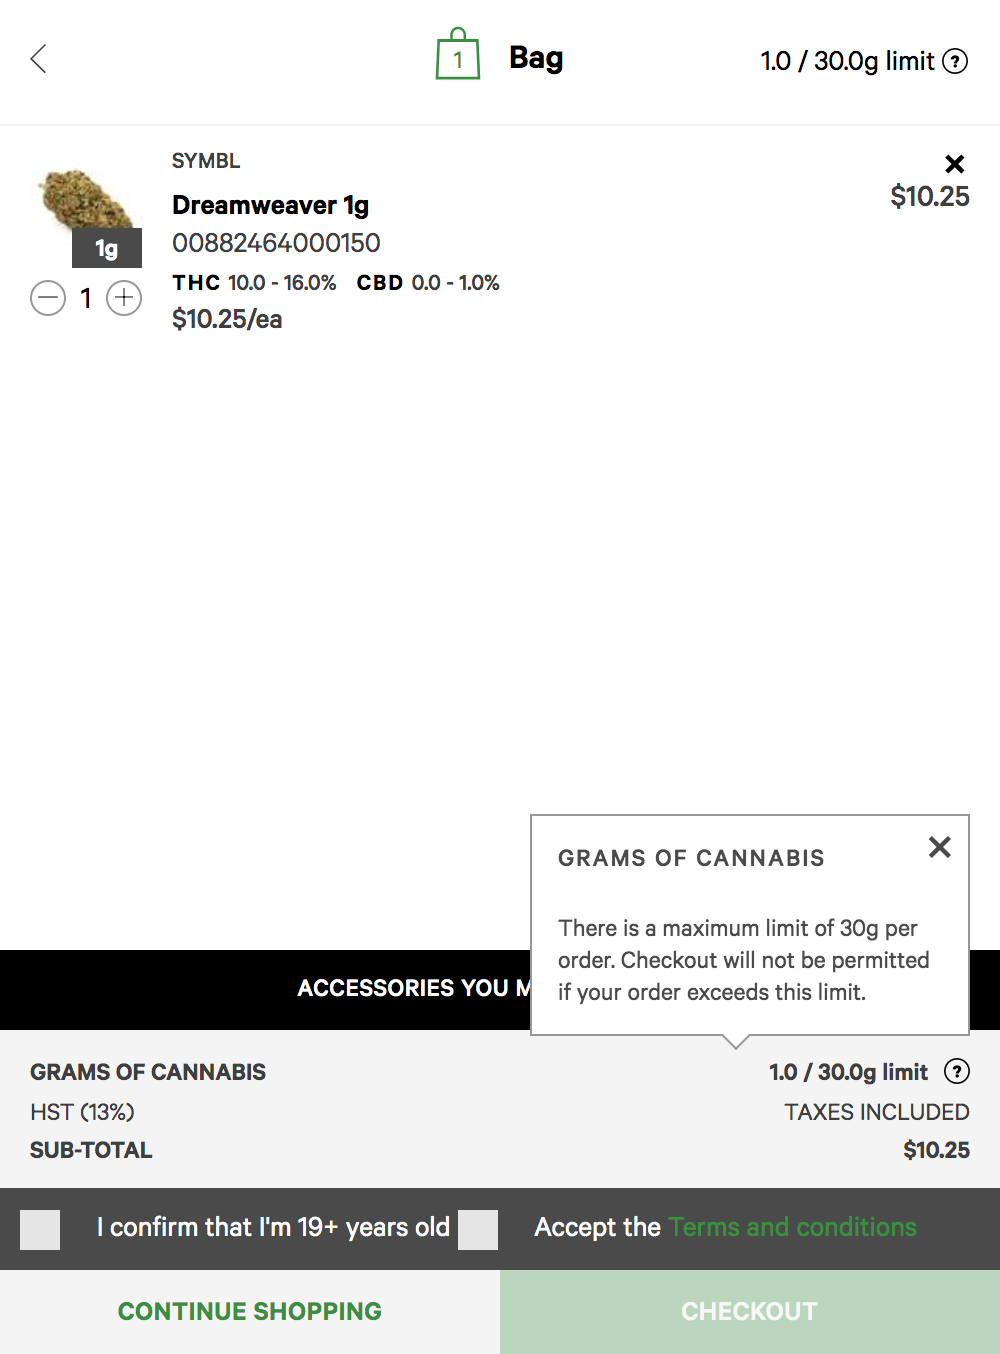 1
Bag
1.0 / 30.0g limit ?
SYMBL
Dreamweaver 1g
00882464000150
THC 10.0 - 16.0% CBD 0.0 - 1.0%
$10.25/ea
1g
1
$10.25
GRAMS OF CANNABIS
There is a maximum limit of 30g per
order. Checkout will not be permitted
if your order exceeds this limit.
ACCESSORIES YOU M
GRAMS OF CANNABIS 1.0 / 30.0g limit ?
HST (13%) TAXES INCLUDED
SUB-TOTAL $10.25
I confirm that I'm 19+ years old Accept the Terms and conditions
CONTINUE SHOPPING CHECKOUT